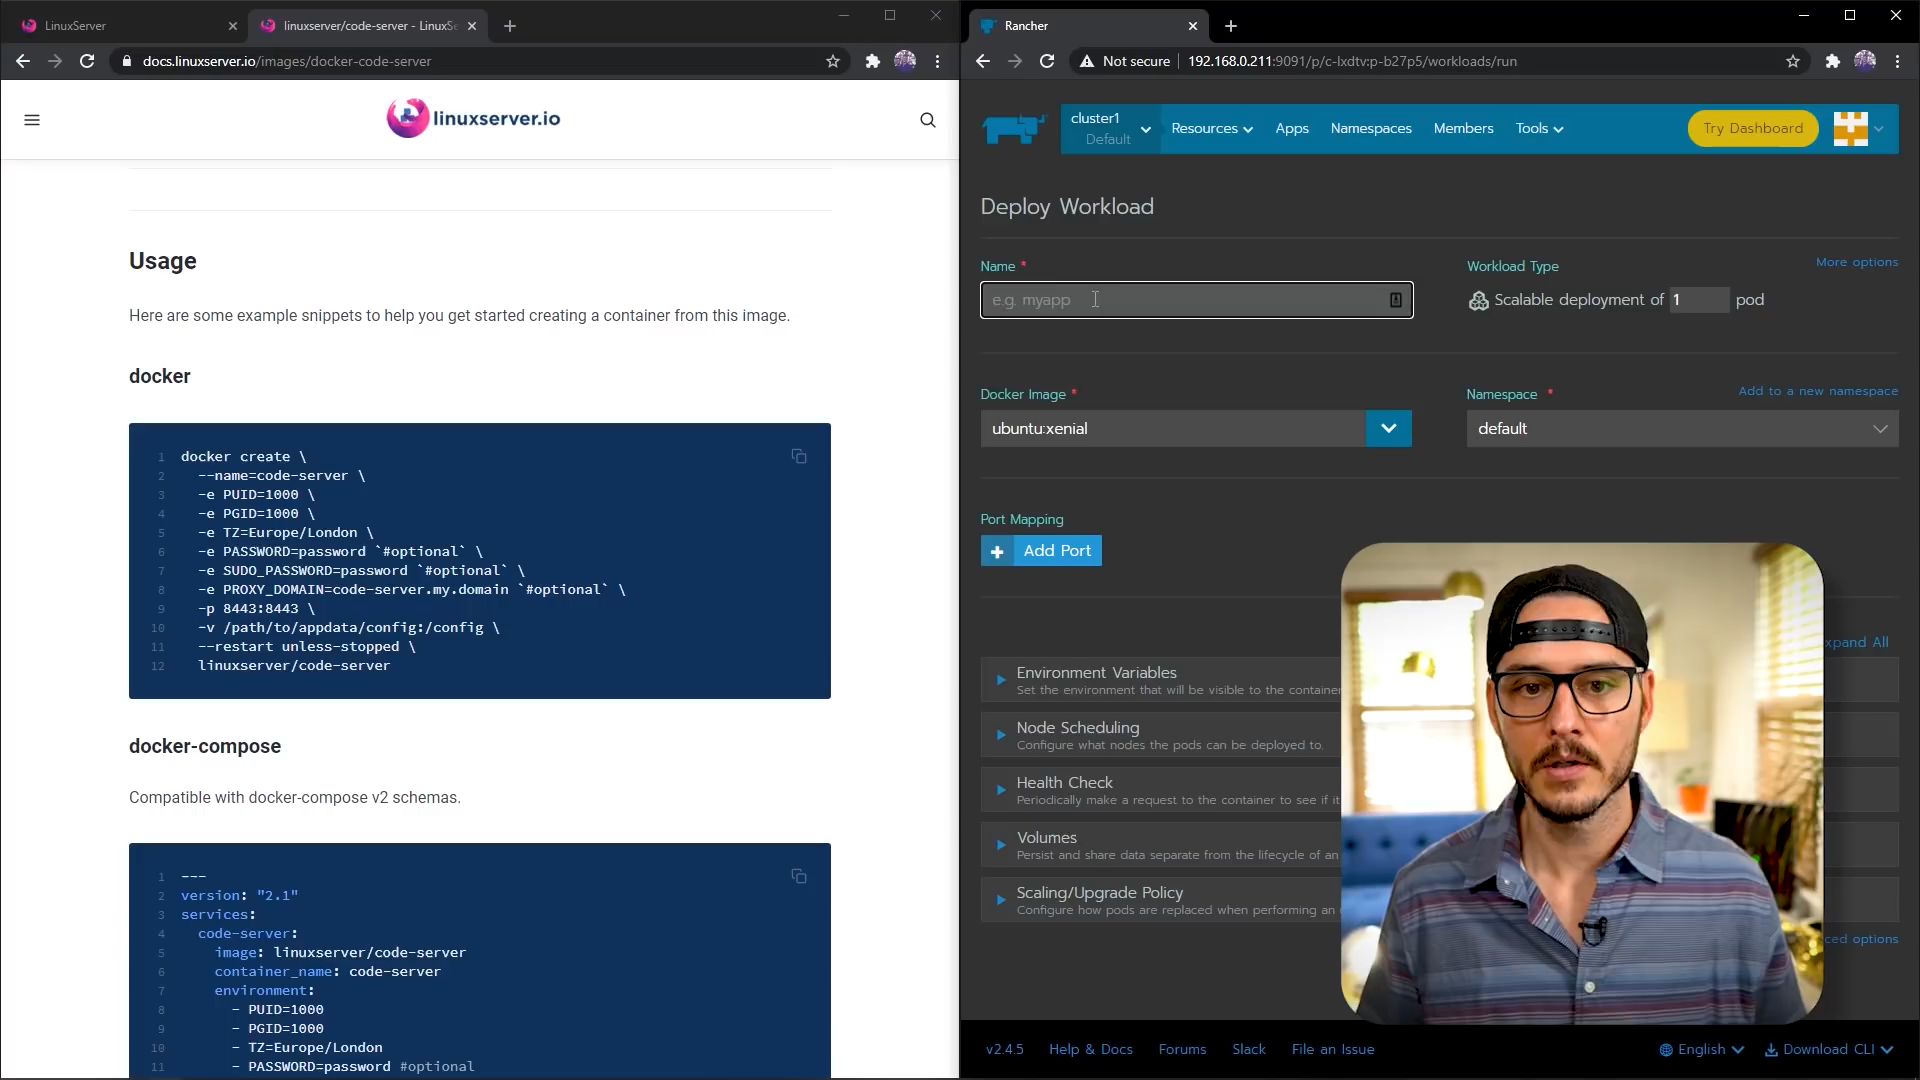 LinuxServer
linuxserver/code-server - LinuxSe
docs.linuxserver.io/images/docker-code-server
linuxserver.io
Usage
Here are some example snippets to help you get started creating a container from this image.
docker
1 docker create \
2 --name=code-server \
3 -e PUID=1000 \
4 -e PGID=1000 \
5 -e TZ=Europe/London \
6 -e PASSWORD=password `#optional` \
7 -e SUDO_PASSWORD=password `#optional` \
8 -e PROXY_DOMAIN=code-server.my.domain `#optional` \
9 -p 8443:8443 \
10 -v /path/to/appdata/config:/config \
11 --restart unless-stopped \
12 linuxserver/code-server
docker-compose
Compatible with docker-compose v2 schemas.
1 ---
2 version: "2.1"
3 services:
4 code-server:
5 image: linuxserver/code-server
6 container_name: code-server
7 environment:
8 - PUID=1000
9 - PGID=1000
10 - TZ=Europe/London
11 - PASSWORD=password #optional
Rancher
Not secure 192.168.0.211:9091/p/c-lxdtv:p-b27p5/workloads/run
cluster1
Default
Resources Apps Namespaces Members Tools
Try Dashboard
Deploy Workload
Name *
e.g. myapp
Workload Type
More options
Scalable deployment of 1 pod
Docker Image *
ubuntu:xenial
Namespace *
Add to a new namespace
default
Port Mapping
+ Add Port
xpand All
Environment Variables
Set the environment that will be visible to the container
Node Scheduling
Configure what nodes the pods can be deployed to.
Health Check
Periodically make a request to the container to see if it
Volumes
Persist and share data separate from the lifecycle of an
Scaling/Upgrade Policy
Configure how pods are replaced when performing an
ced options
v2.4.5 Help & Docs Forums Slack File an Issue
English Download CLI